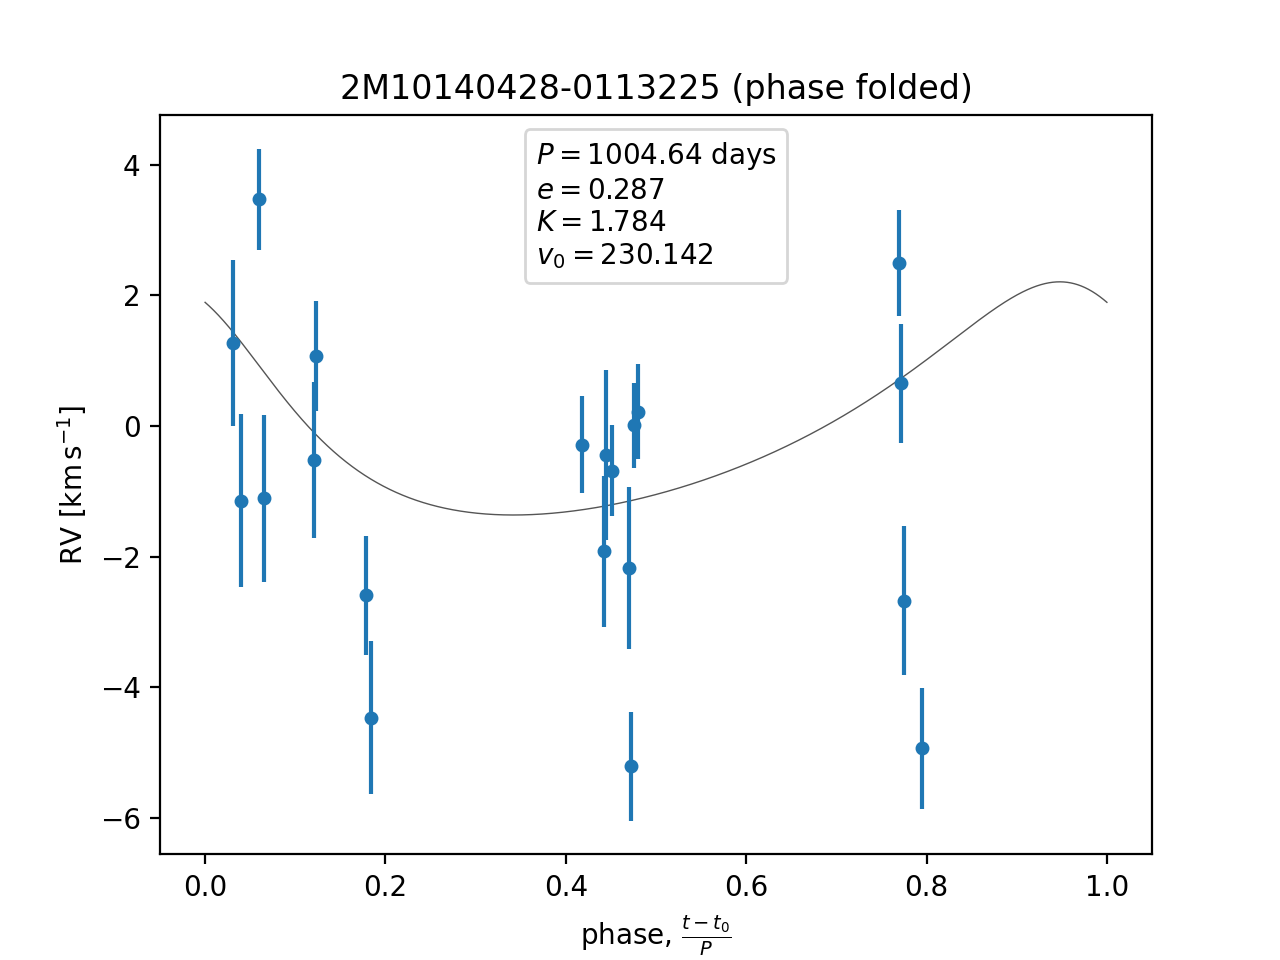 2M10140428-0113225 (phase folded)
P = 1004.64 days
e = 0.287
K = 1.784
v₀ = 230.142
4
2
0
−2
−4
−6
RV [km s⁻¹]
0.0 0.2 0.4 0.6 0.8 1.0
phase, (t − t₀)/P